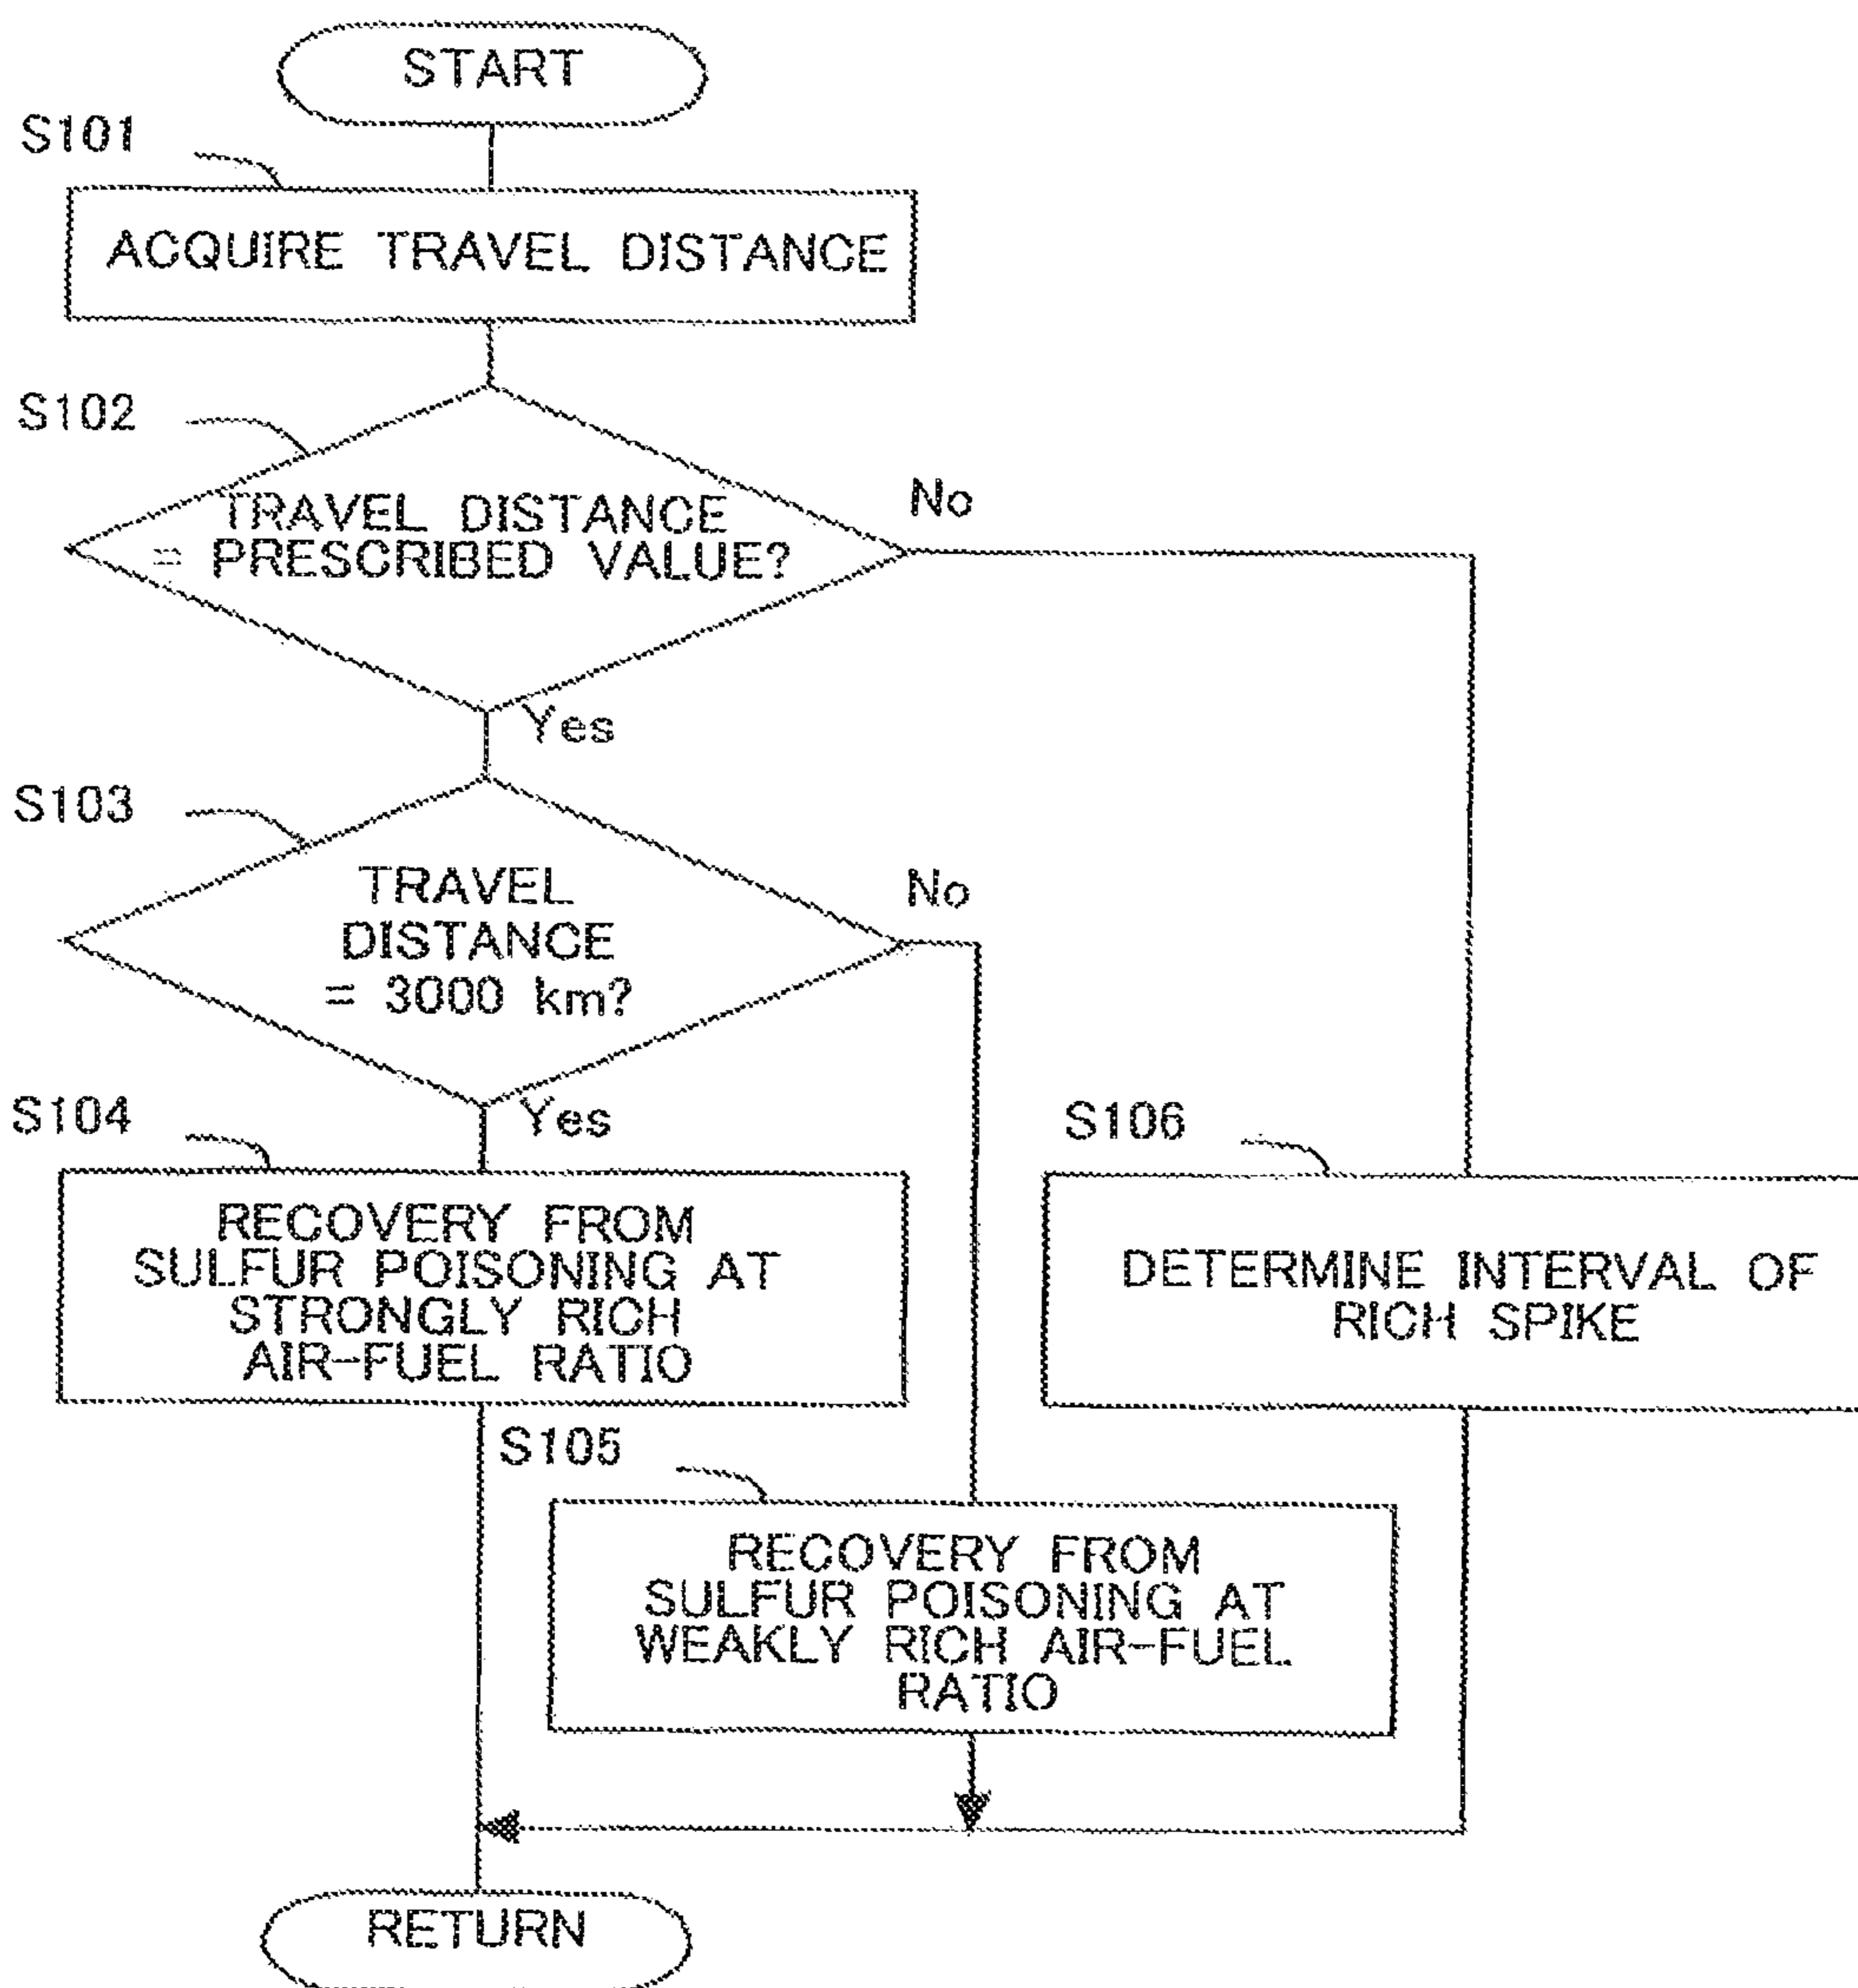 START
S101
ACQUIRE TRAVEL DISTANCE
S102
TRAVEL DISTANCE
= PRESCRIBED VALUE?
No
Yes
S103
TRAVEL
DISTANCE
= 3000 km?
No
Yes
S104
RECOVERY FROM
SULFUR POISONING AT
STRONGLY RICH
AIR-FUEL RATIO
S106
DETERMINE INTERVAL OF
RICH SPIKE
S105
RECOVERY FROM
SULFUR POISONING AT
WEAKLY RICH AIR-FUEL
RATIO
RETURN